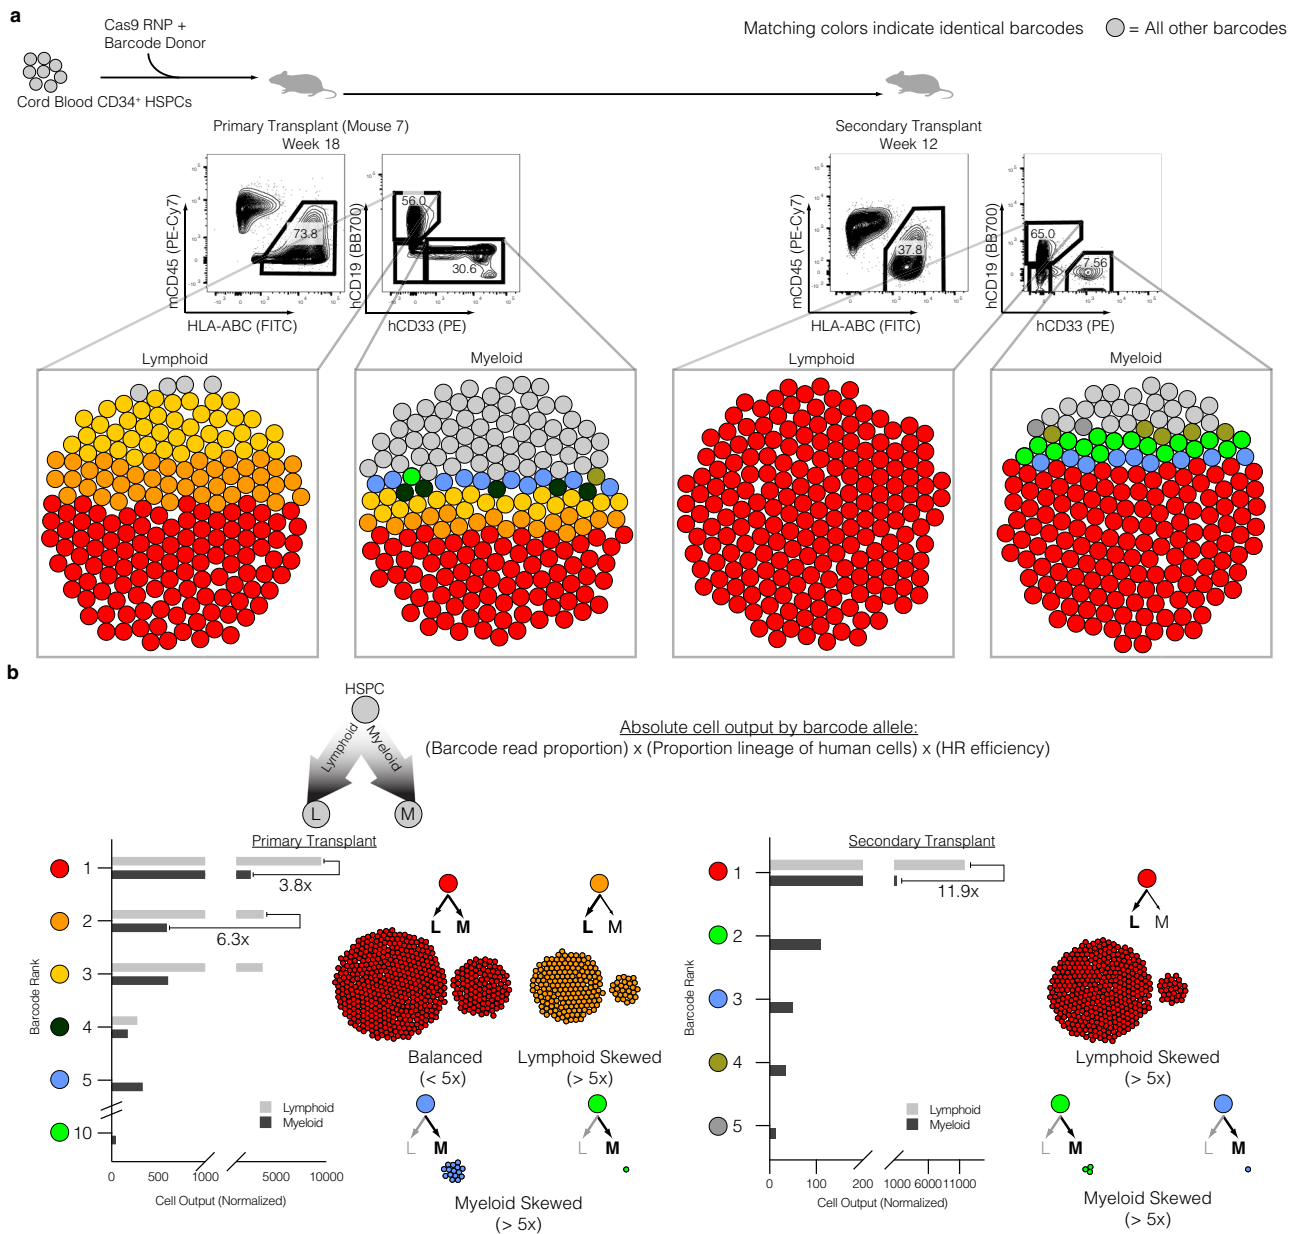 a
Cas9 RNP +
Barcode Donor
Cord Blood CD34+ HSPCs
Matching colors indicate identical barcodes
= All other barcodes
Primary Transplant (Mouse 7)
Week 18
Secondary Transplant
Week 12
mCD45 (PE-Cy7)
73.8
HLA-ABC (FITC)
hCD19 (BB700)
56.0
30.6
hCD33 (PE)
mCD45 (PE-Cy7)
37.8
HLA-ABC (FITC)
hCD19 (BB700)
65.0
7.56
hCD33 (PE)
Lymphoid
Myeloid
Lymphoid
Myeloid
b
HSPC
Lymphoid
Myeloid
L
M
Absolute cell output by barcode allele:
(Barcode read proportion) x (Proportion lineage of human cells) x (HR efficiency)
Primary Transplant
Barcode Rank
1
2
3
4
5
10
3.8x
6.3x
Lymphoid
Myeloid
0 500 1000 5000 10000
Cell Output (Normalized)
L M
L M
Balanced
(< 5x)
Lymphoid Skewed
(> 5x)
L M
L M
Myeloid Skewed
(> 5x)
Secondary Transplant
Barcode Rank
1
2
3
4
5
11.9x
Lymphoid
Myeloid
0 100 200 1000 6000 11000
Cell Output (Normalized)
L M
Lymphoid Skewed
(> 5x)
L M
L M
Myeloid Skewed
(> 5x)